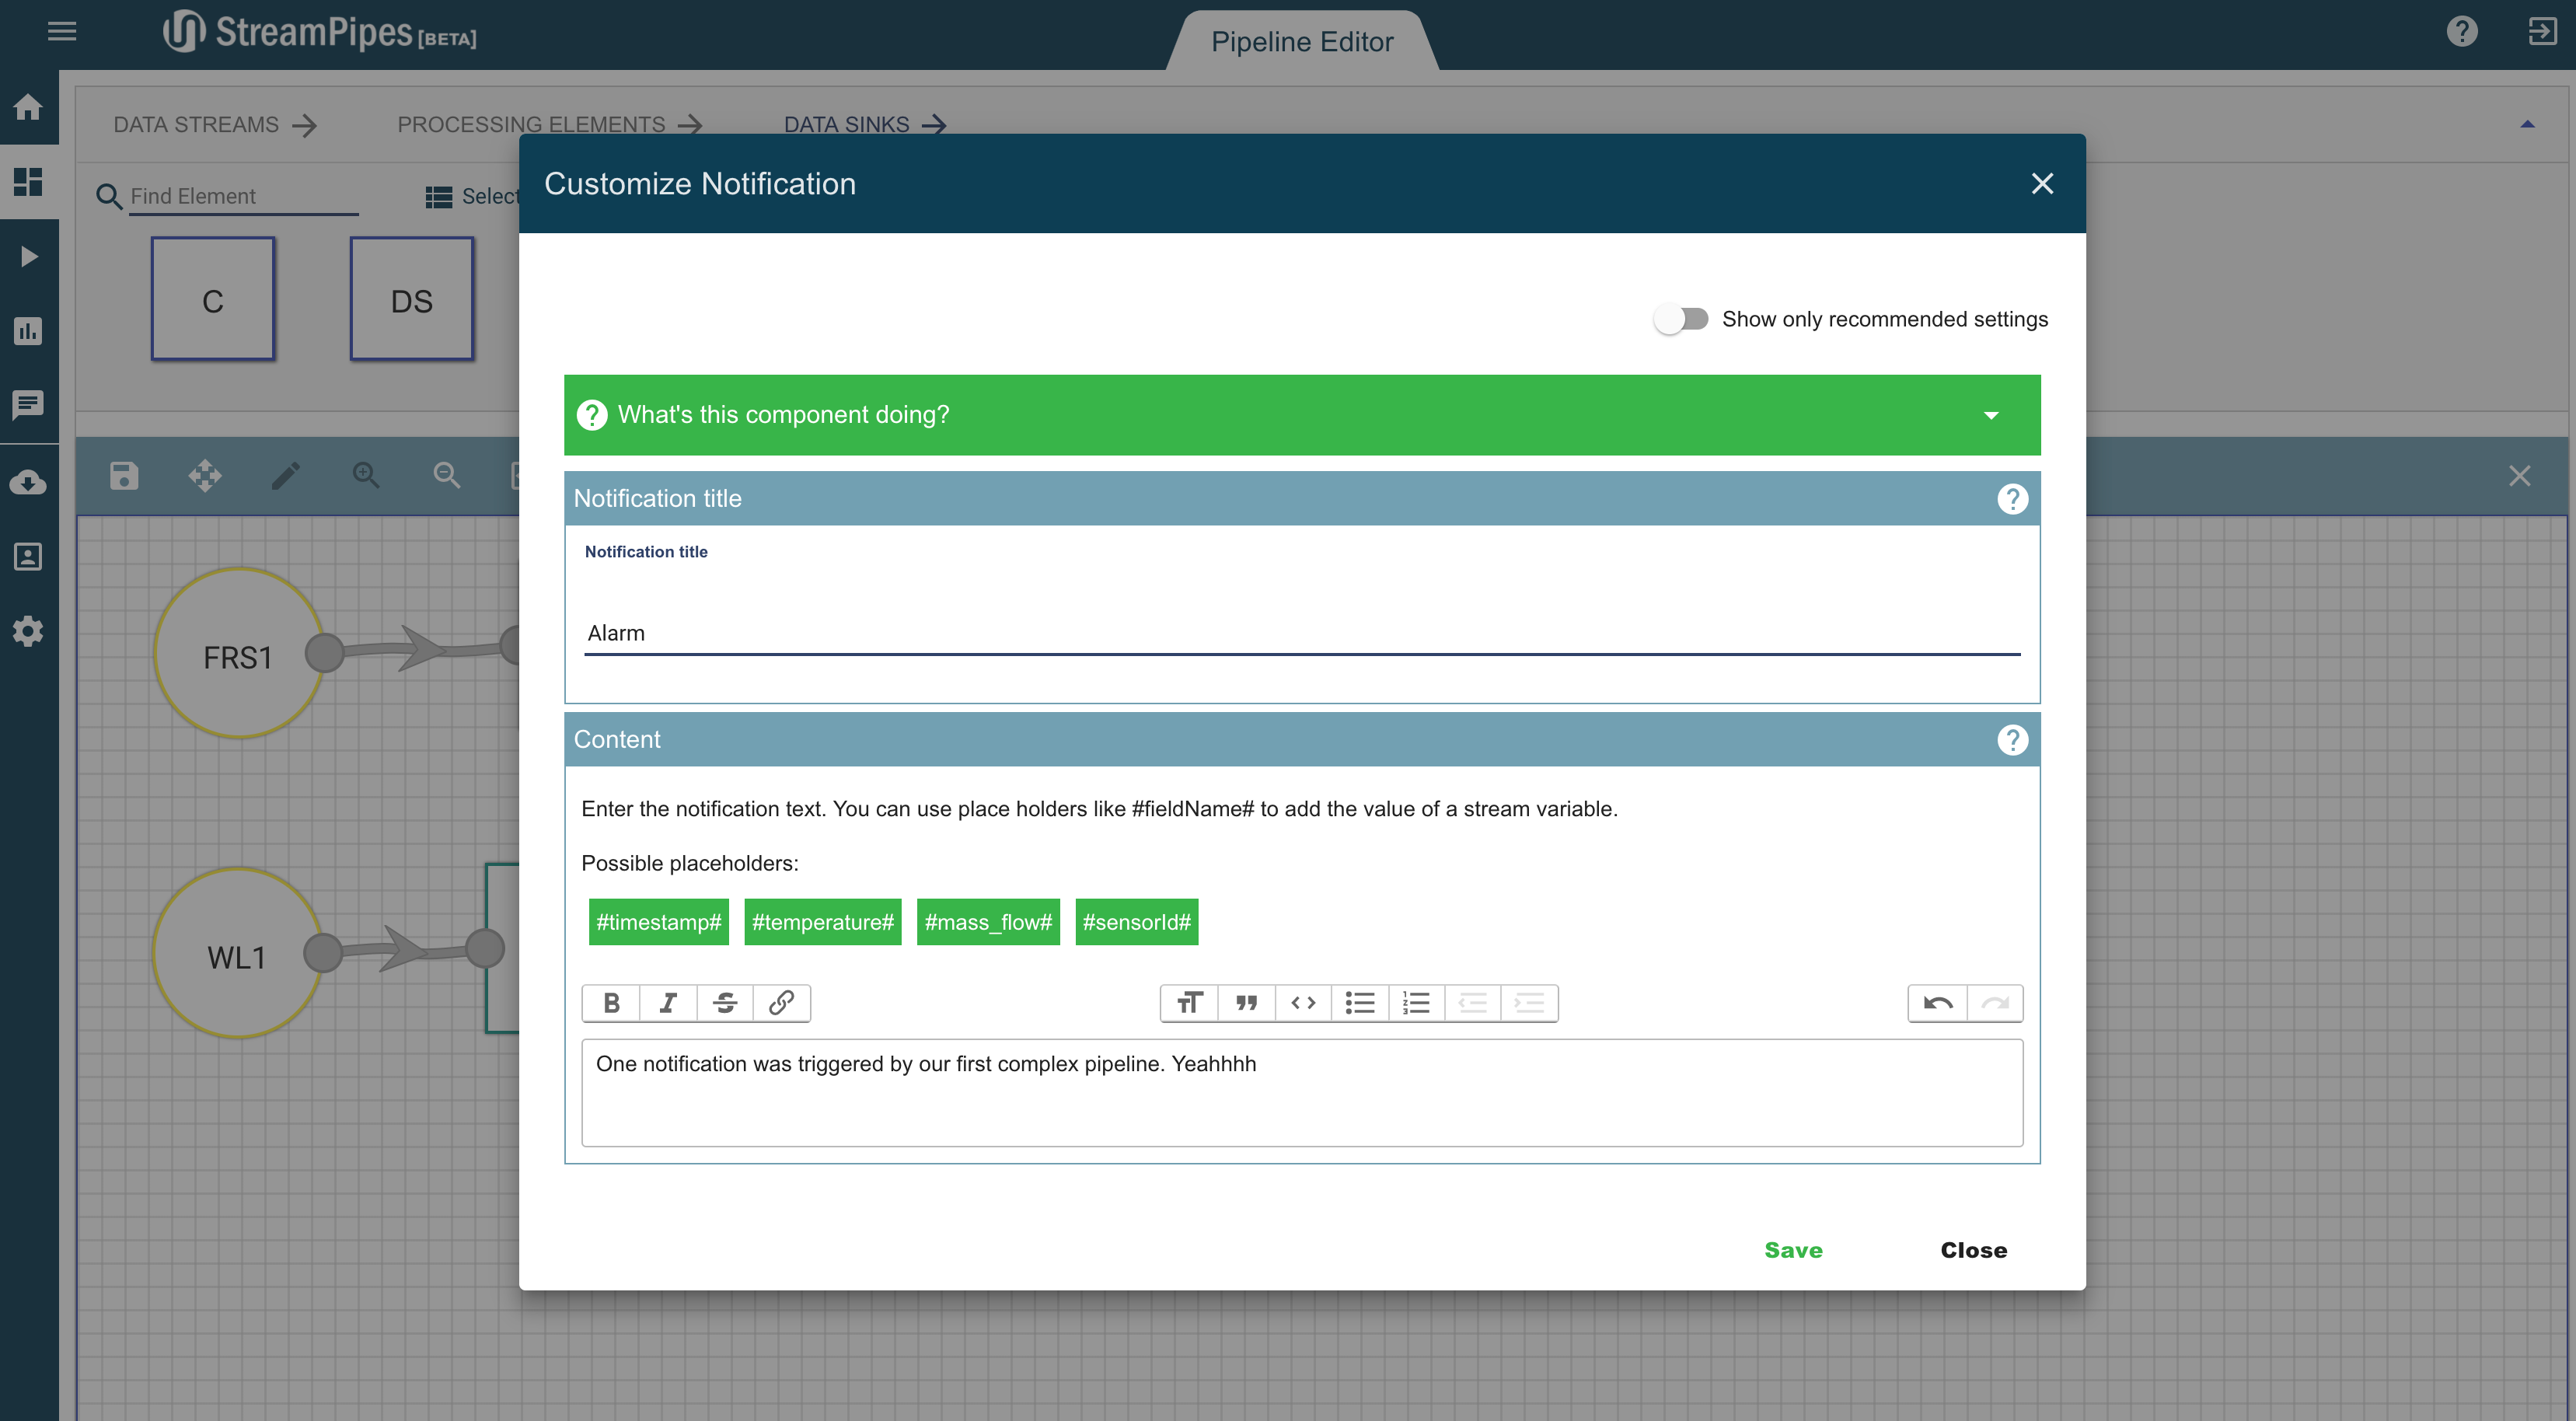 StreamPipes [BETA]
Pipeline Editor
DATA STREAMS
PROCESSING ELEMENTS
DATA SINKS
Find Element
Select
C
DS
FRS1
WL1
Customize Notification
Show only recommended settings
What's this component doing?
Notification title
Notification title
Alarm
Content
Enter the notification text. You can use place holders like #fieldName# to add the value of a stream variable.
Possible placeholders:
#timestamp# #temperature# #mass_flow# #sensorId#
One notification was triggered by our first complex pipeline. Yeahhhh
Save
Close